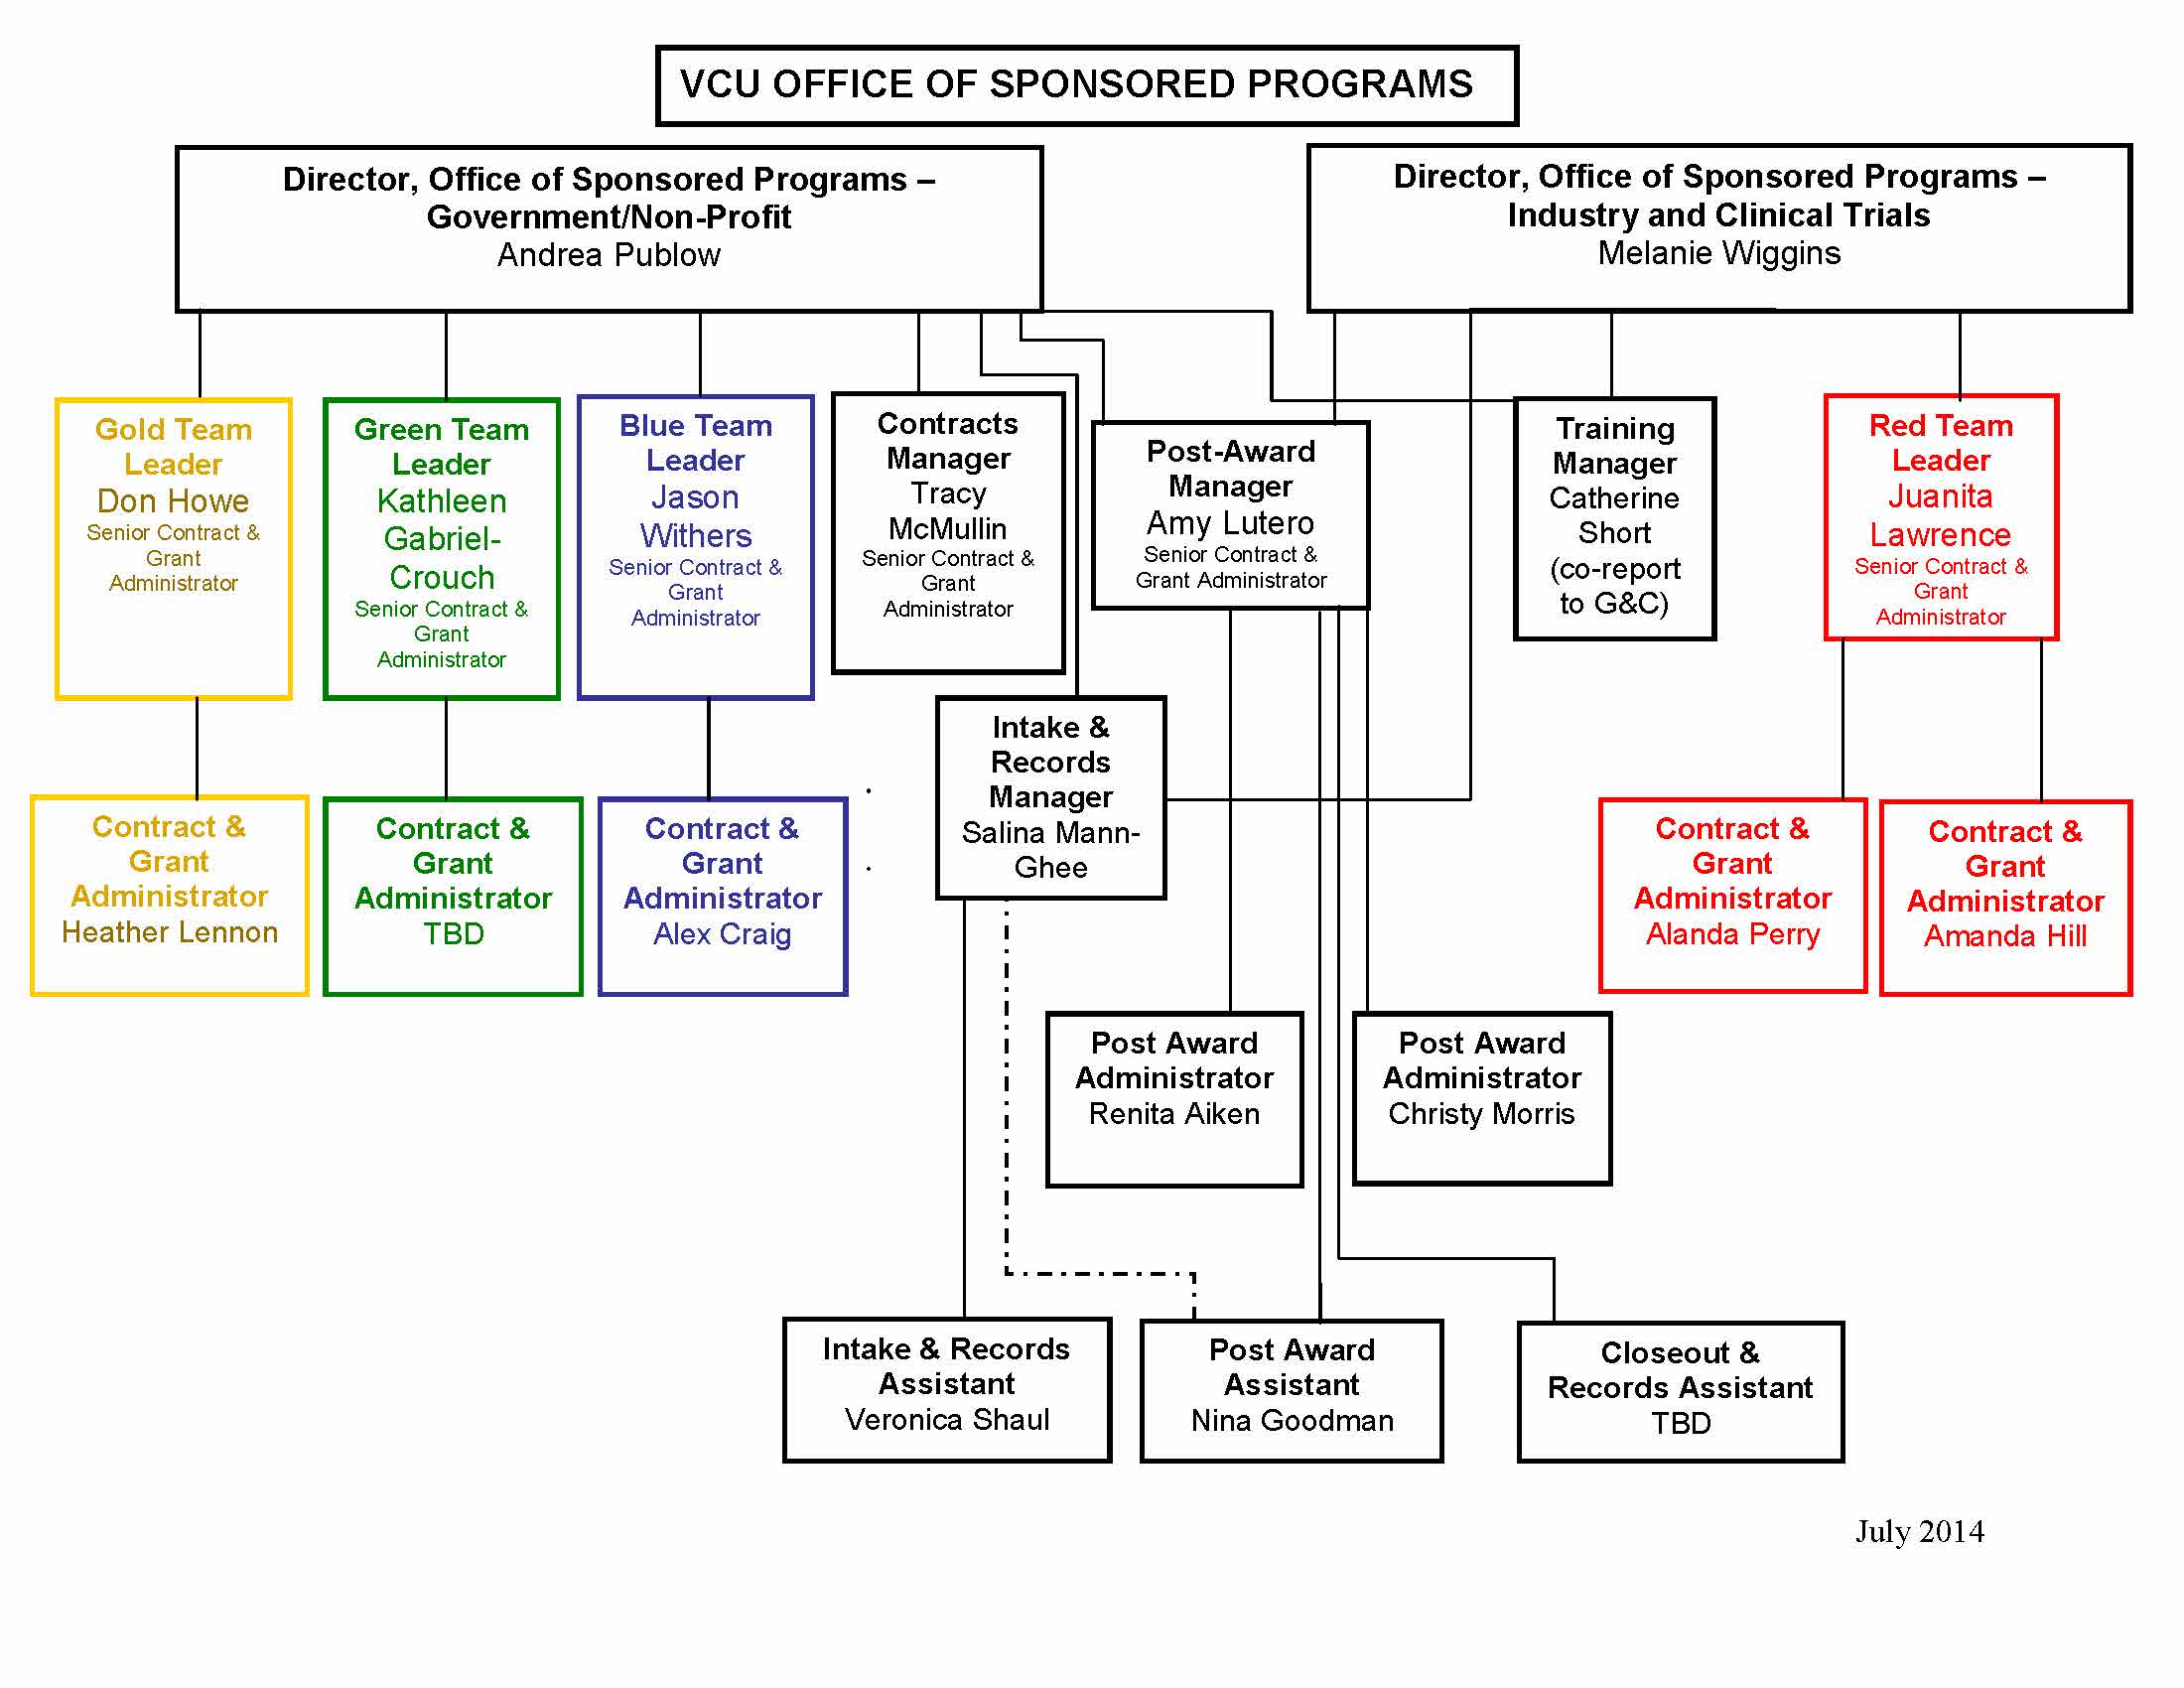 VCU OFFICE OF SPONSORED PROGRAMS
Director, Office of Sponsored Programs –
Government/Non-Profit
Andrea Publow
Director, Office of Sponsored Programs –
Industry and Clinical Trials
Melanie Wiggins
Gold Team
Leader
Don Howe
Senior Contract &
Grant
Administrator
Green Team
Leader
Kathleen
Gabriel-
Crouch
Senior Contract &
Grant
Administrator
Blue Team
Leader
Jason
Withers
Senior Contract &
Grant
Administrator
Contracts
Manager
Tracy
McMullin
Senior Contract &
Grant
Administrator
Post-Award
Manager
Amy Lutero
Senior Contract &
Grant Administrator
Training
Manager
Catherine
Short
(co-report
to G&C)
Red Team
Leader
Juanita
Lawrence
Senior Contract &
Grant
Administrator
Intake &
Records
Manager
Salina Mann-
Ghee
Contract &
Grant
Administrator
Heather Lennon
Contract &
Grant
Administrator
TBD
Contract &
Grant
Administrator
Alex Craig
Contract &
Grant
Administrator
Alanda Perry
Contract &
Grant
Administrator
Amanda Hill
Post Award
Administrator
Renita Aiken
Post Award
Administrator
Christy Morris
Intake & Records
Assistant
Veronica Shaul
Post Award
Assistant
Nina Goodman
Closeout &
Records Assistant
TBD
July 2014